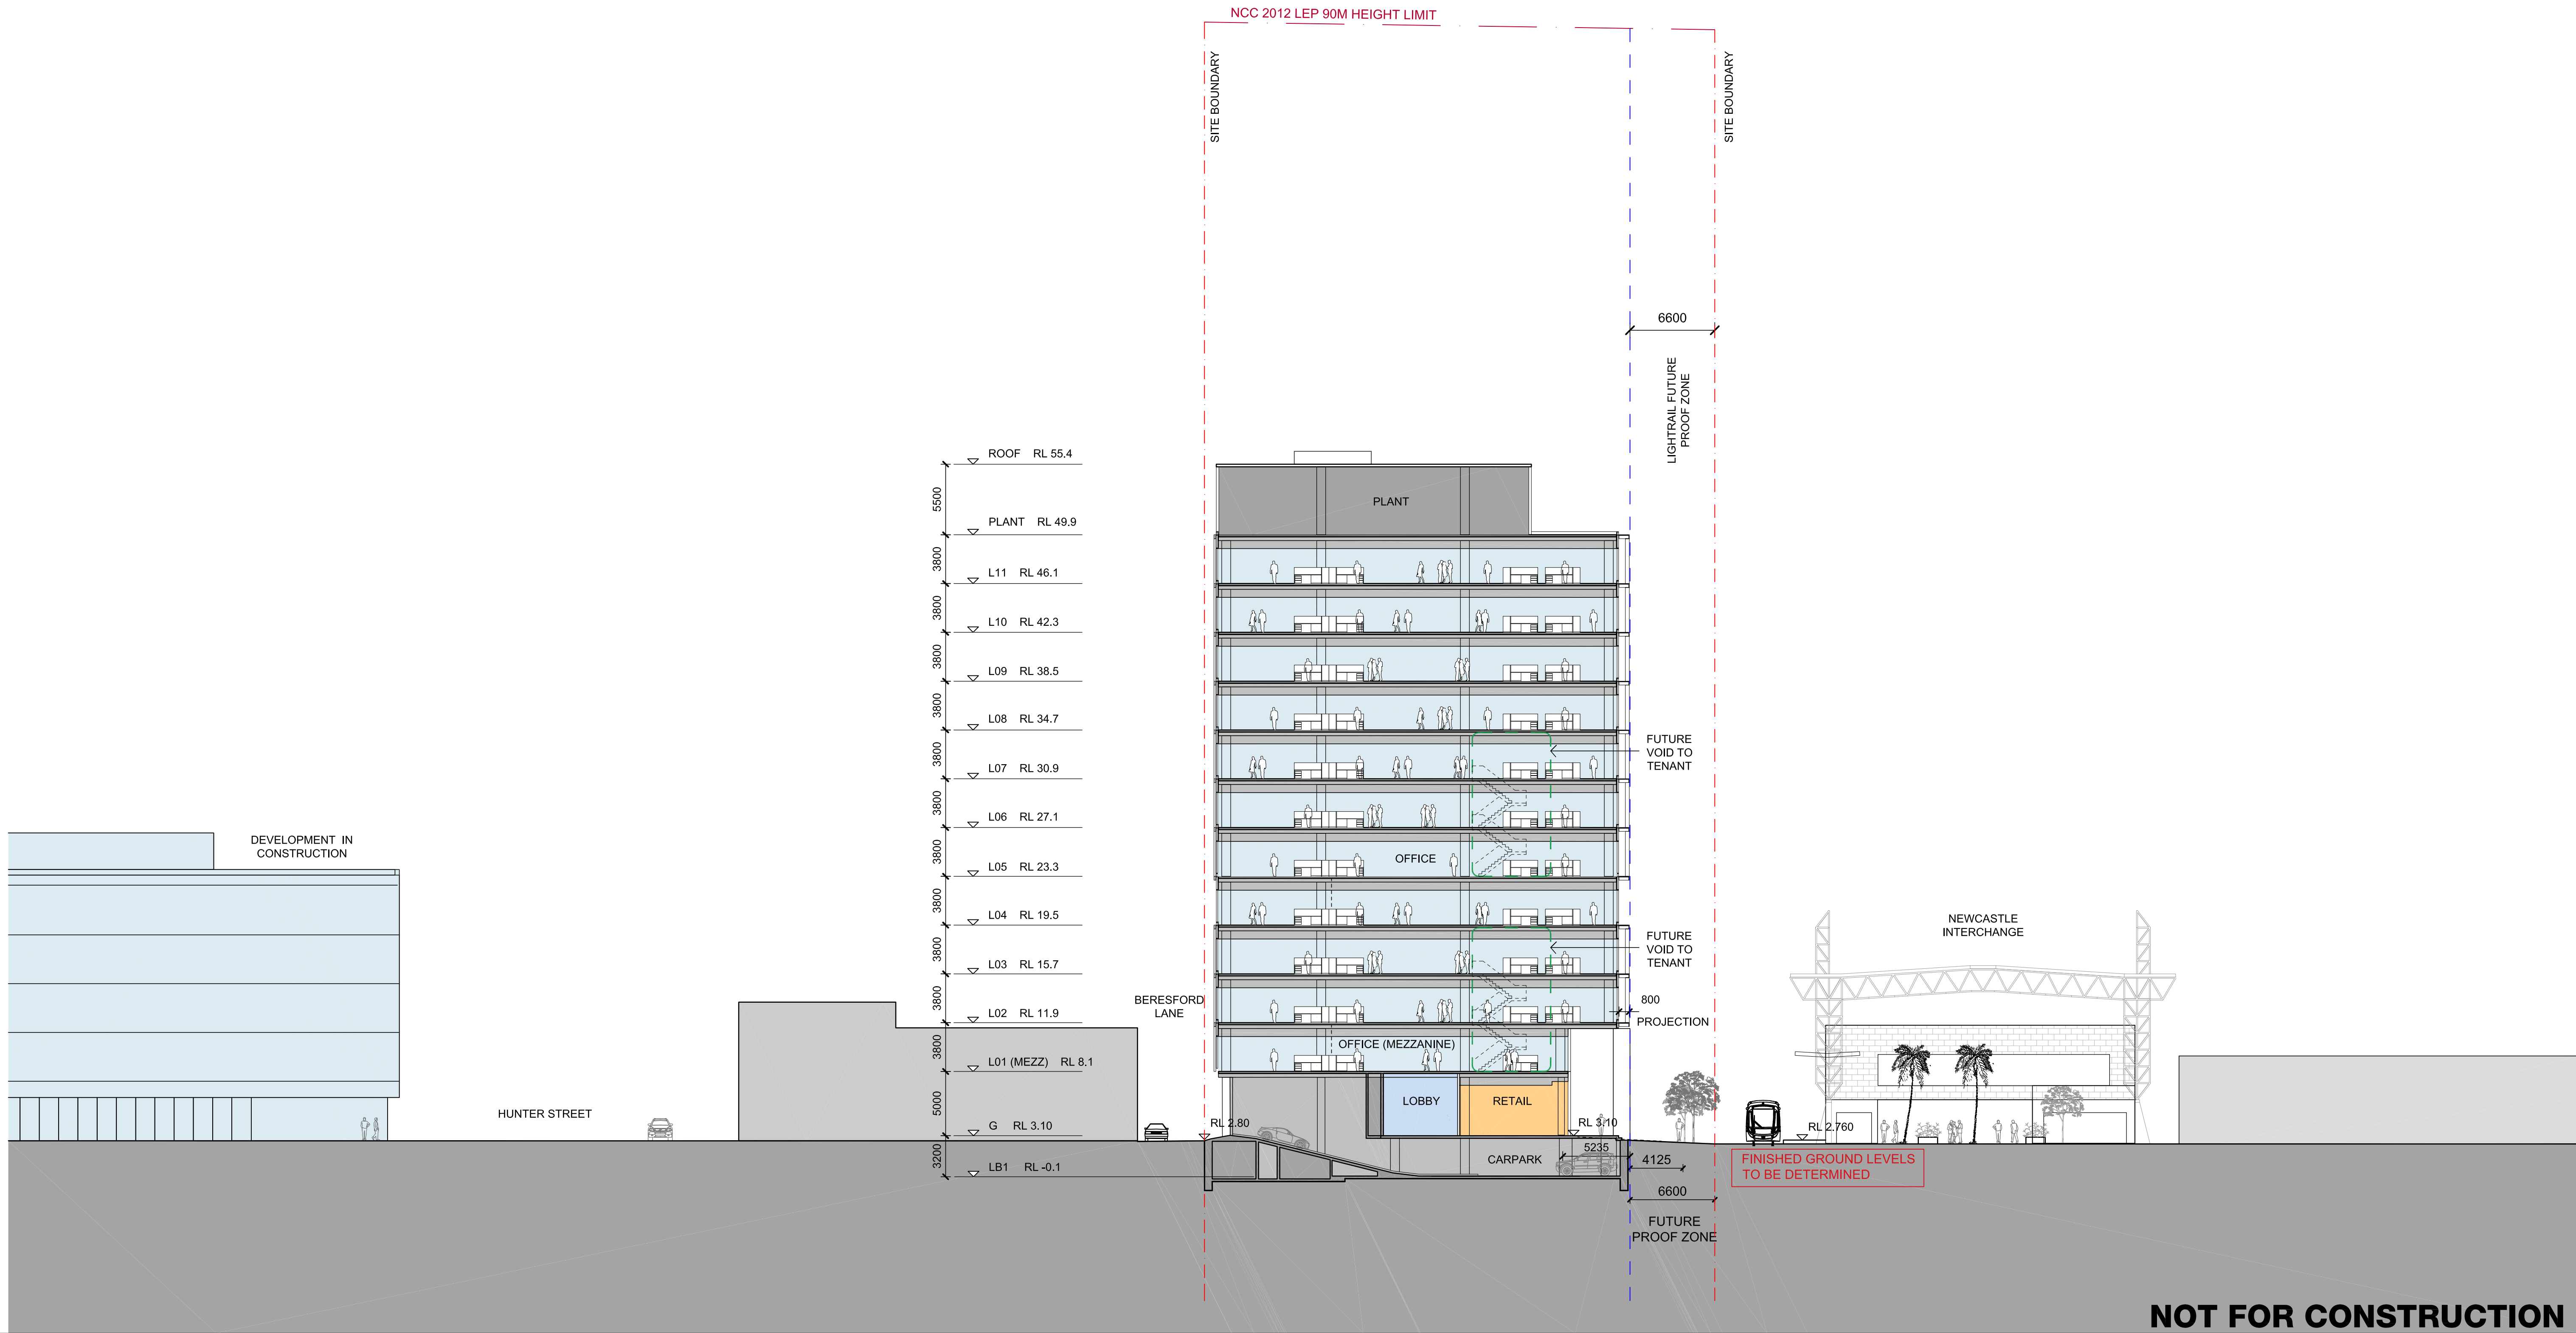 NCC 2012 LEP 90M HEIGHT LIMIT
SITE BOUNDARY
SITE BOUNDARY
6600
LIGHTRAIL FUTURE
PROOF ZONE
ROOF RL 55.4
5500
PLANT
PLANT RL 49.9
3800
L11 RL 46.1
3800
L10 RL 42.3
3800
L09 RL 38.5
3800
L08 RL 34.7
3800
L07 RL 30.9
FUTURE
VOID TO
TENANT
3800
L06 RL 27.1
DEVELOPMENT IN
CONSTRUCTION
3800
L05 RL 23.3
OFFICE
3800
L04 RL 19.5
NEWCASTLE
INTERCHANGE
3800
L03 RL 15.7
FUTURE
VOID TO
TENANT
3800
L02 RL 11.9
BERESFORD
LANE
800
PROJECTION
3800
L01 (MEZZ) RL 8.1
OFFICE (MEZZANINE)
5000
LOBBY
RETAIL
HUNTER STREET
G RL 3.10
RL 2.80
RL 3.10
RL 2.760
3200
LB1 RL -0.1
CARPARK
5235
4125
FINISHED GROUND LEVELS
TO BE DETERMINED
6600
FUTURE
PROOF ZONE
NOT FOR CONSTRUCTION